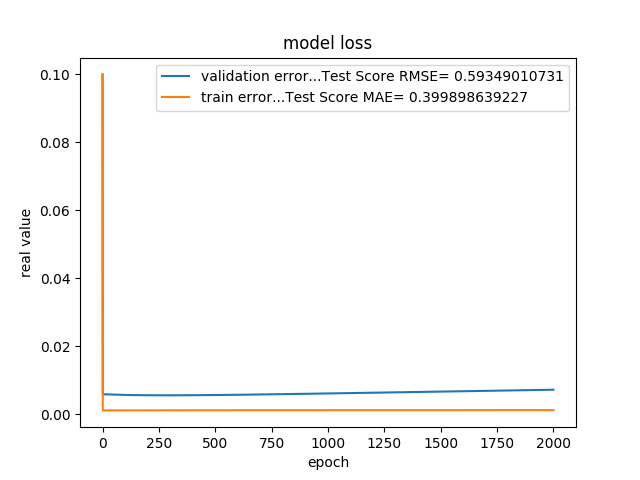 model loss
validation error...Test Score RMSE= 0.59349010731
train error...Test Score MAE= 0.399898639227
real value
0.10
0.08
0.06
0.04
0.02
0.00
0 250 500 750 1000 1250 1500 1750 2000
epoch